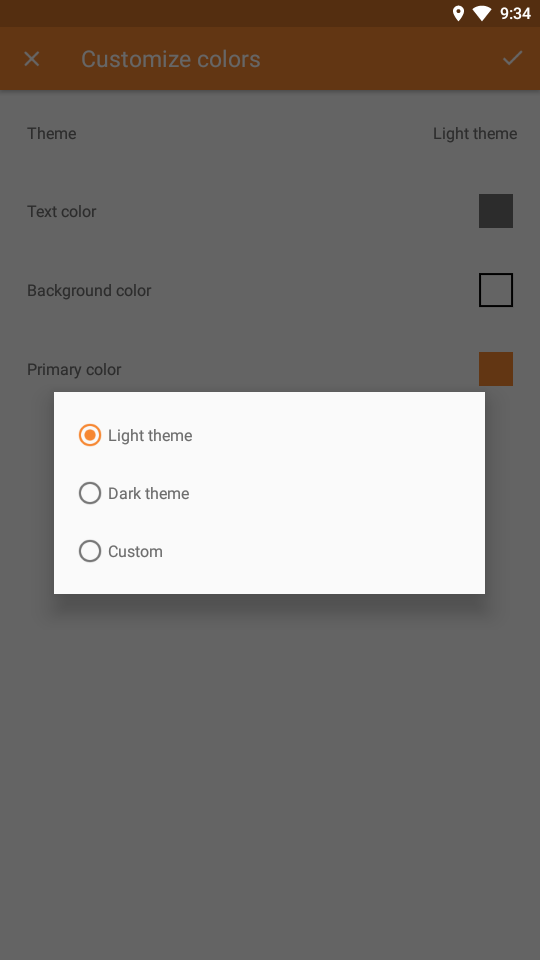 9:34
Customize colors
Theme Light theme
Text color
Background color
Primary color
Light theme
Dark theme
Custom